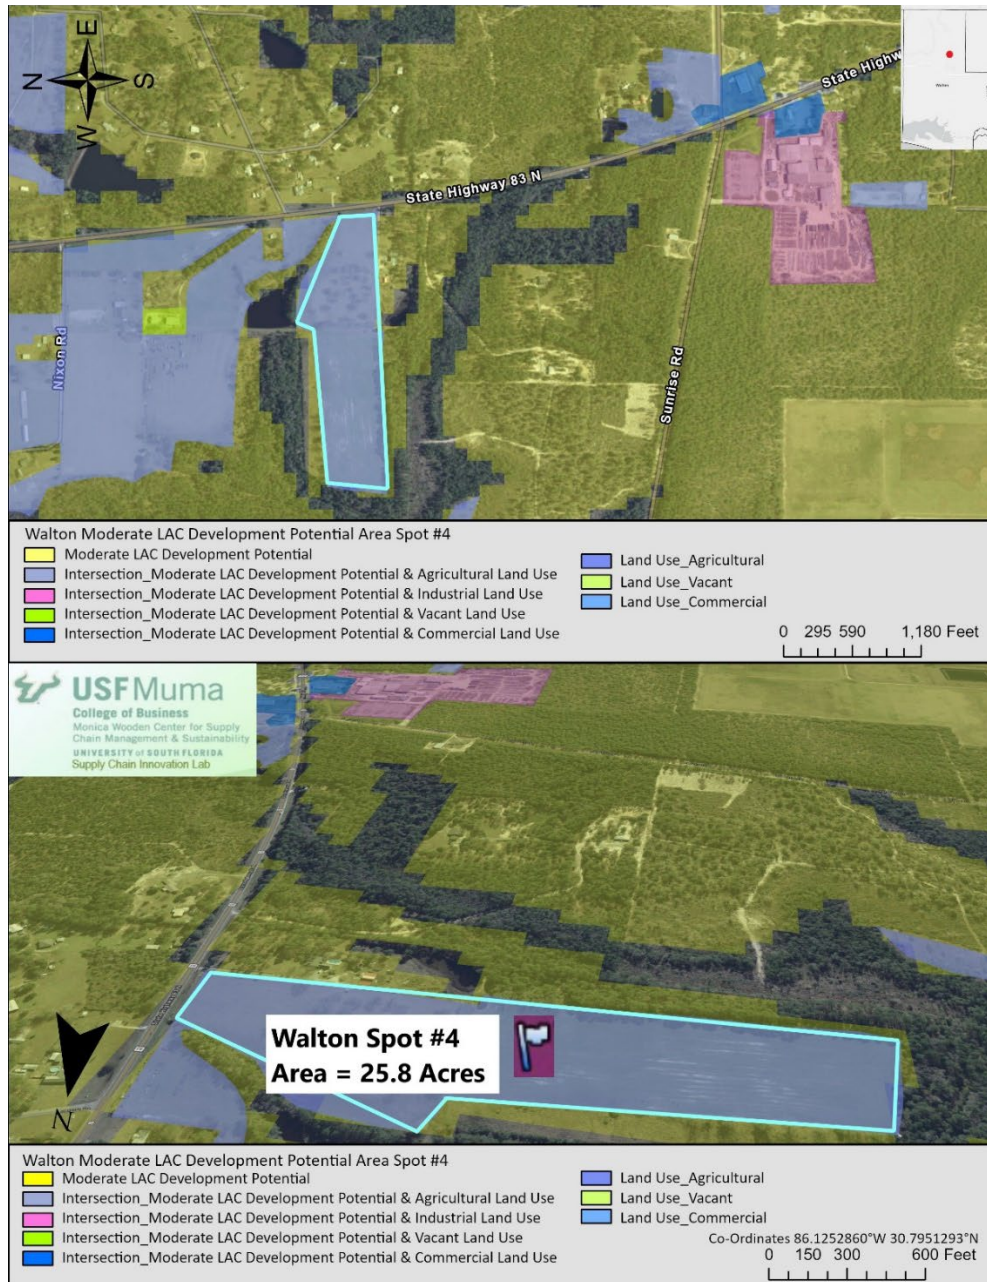 E
N
S
W
State Highw
Walton
State Highway 83 N
Nixon Rd
Sunrise Rd
Walton Moderate LAC Development Potential Area Spot #4
Moderate LAC Development Potential
Intersection_Moderate LAC Development Potential & Agricultural Land Use
Intersection_Moderate LAC Development Potential & Industrial Land Use
Intersection_Moderate LAC Development Potential & Vacant Land Use
Intersection_Moderate LAC Development Potential & Commercial Land Use
Land Use_Agricultural
Land Use_Vacant
Land Use_Commercial
0 295 590 1,180 Feet
USF Muma
College of Business
Monica Wooden Center for Supply
Chain Management & Sustainability
UNIVERSITY of SOUTH FLORIDA
Supply Chain Innovation Lab
Walton Spot #4
Area = 25.8 Acres
N
Walton Moderate LAC Development Potential Area Spot #4
Moderate LAC Development Potential
Intersection_Moderate LAC Development Potential & Agricultural Land Use
Intersection_Moderate LAC Development Potential & Industrial Land Use
Intersection_Moderate LAC Development Potential & Vacant Land Use
Intersection_Moderate LAC Development Potential & Commercial Land Use
Land Use_Agricultural
Land Use_Vacant
Land Use_Commercial
Co-Ordinates 86.1252860°W 30.7951293°N
0 150 300 600 Feet